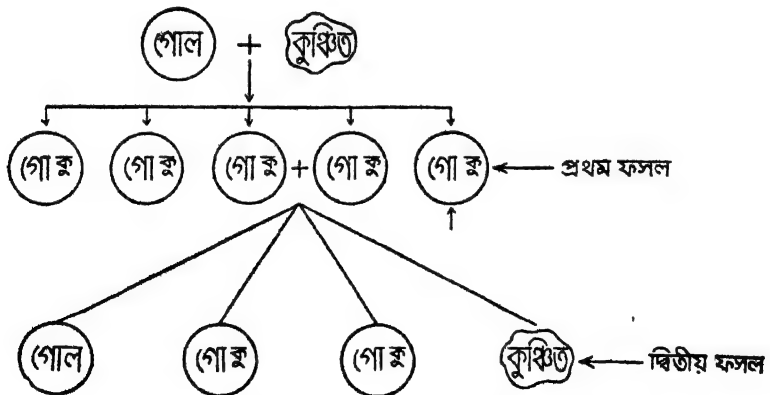 গোল + কুঞ্চিত
গো কু গো কু গো কু + গো কু গো কু প্রথম ফসল
গোল গো কু গো কু কুঞ্চিত দ্বিতীয় ফসল